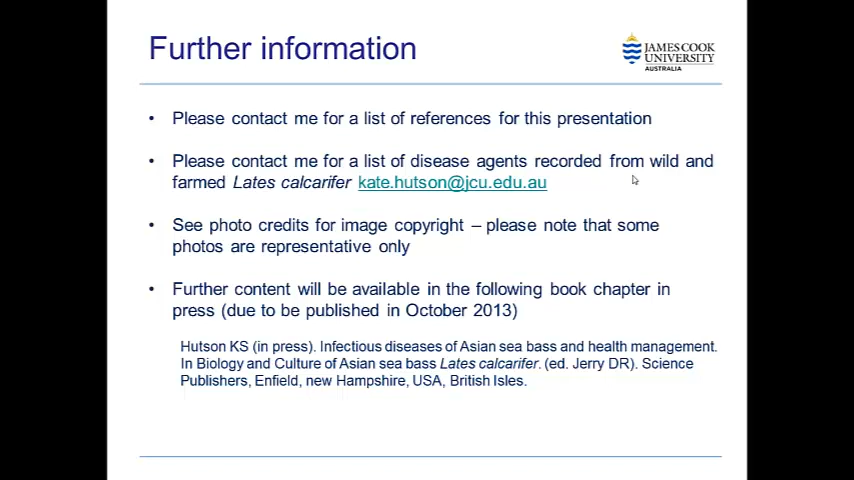 Further information
JAMES COOK
UNIVERSITY
AUSTRALIA
• Please contact me for a list of references for this presentation
• Please contact me for a list of disease agents recorded from wild and
farmed Lates calcarifer kate.hutson@jcu.edu.au
• See photo credits for image copyright – please note that some
photos are representative only
• Further content will be available in the following book chapter in
press (due to be published in October 2013)
Hutson KS (in press). Infectious diseases of Asian sea bass and health management.
In Biology and Culture of Asian sea bass Lates calcarifer. (ed. Jerry DR). Science
Publishers, Enfield, new Hampshire, USA, British Isles.